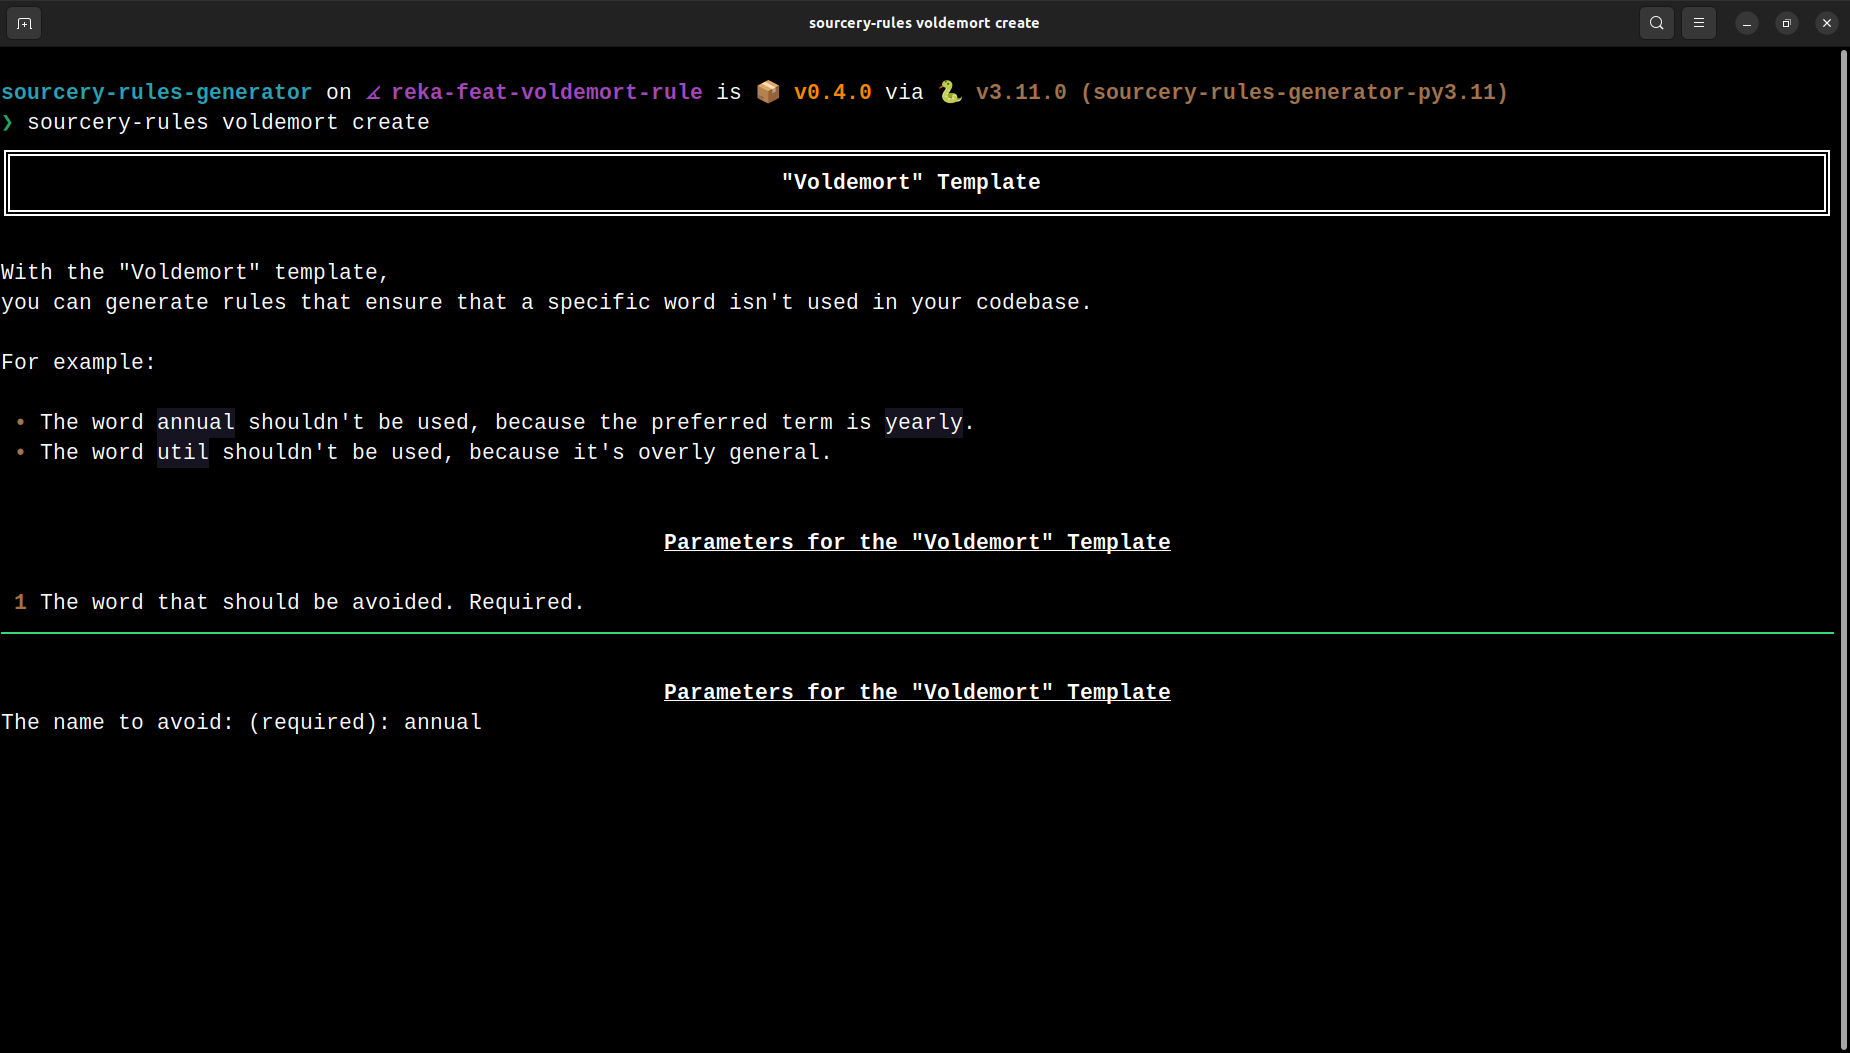 sourcery-rules voldemort create
sourcery-rules-generator on reka-feat-voldemort-rule is 📦 v0.4.0 via 🐍 v3.11.0 (sourcery-rules-generator-py3.11)
❯ sourcery-rules voldemort create
"Voldemort" Template
With the "Voldemort" template,
you can generate rules that ensure that a specific word isn't used in your codebase.
For example:
• The word annual shouldn't be used, because the preferred term is yearly.
• The word util shouldn't be used, because it's overly general.
Parameters for the "Voldemort" Template
1 The word that should be avoided. Required.
Parameters for the "Voldemort" Template
The name to avoid: (required): annual